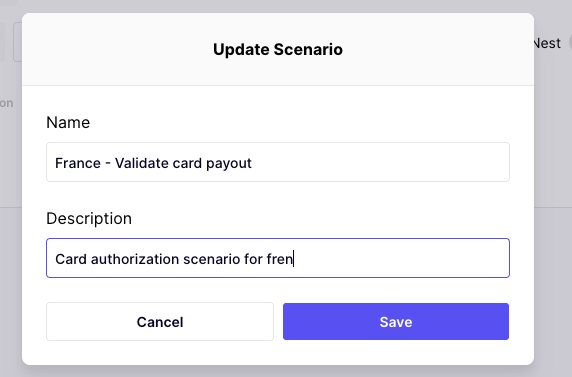 Update Scenario
Nest
on
Name
France - Validate card payout
Description
Card authorization scenario for fren
Cancel
Save